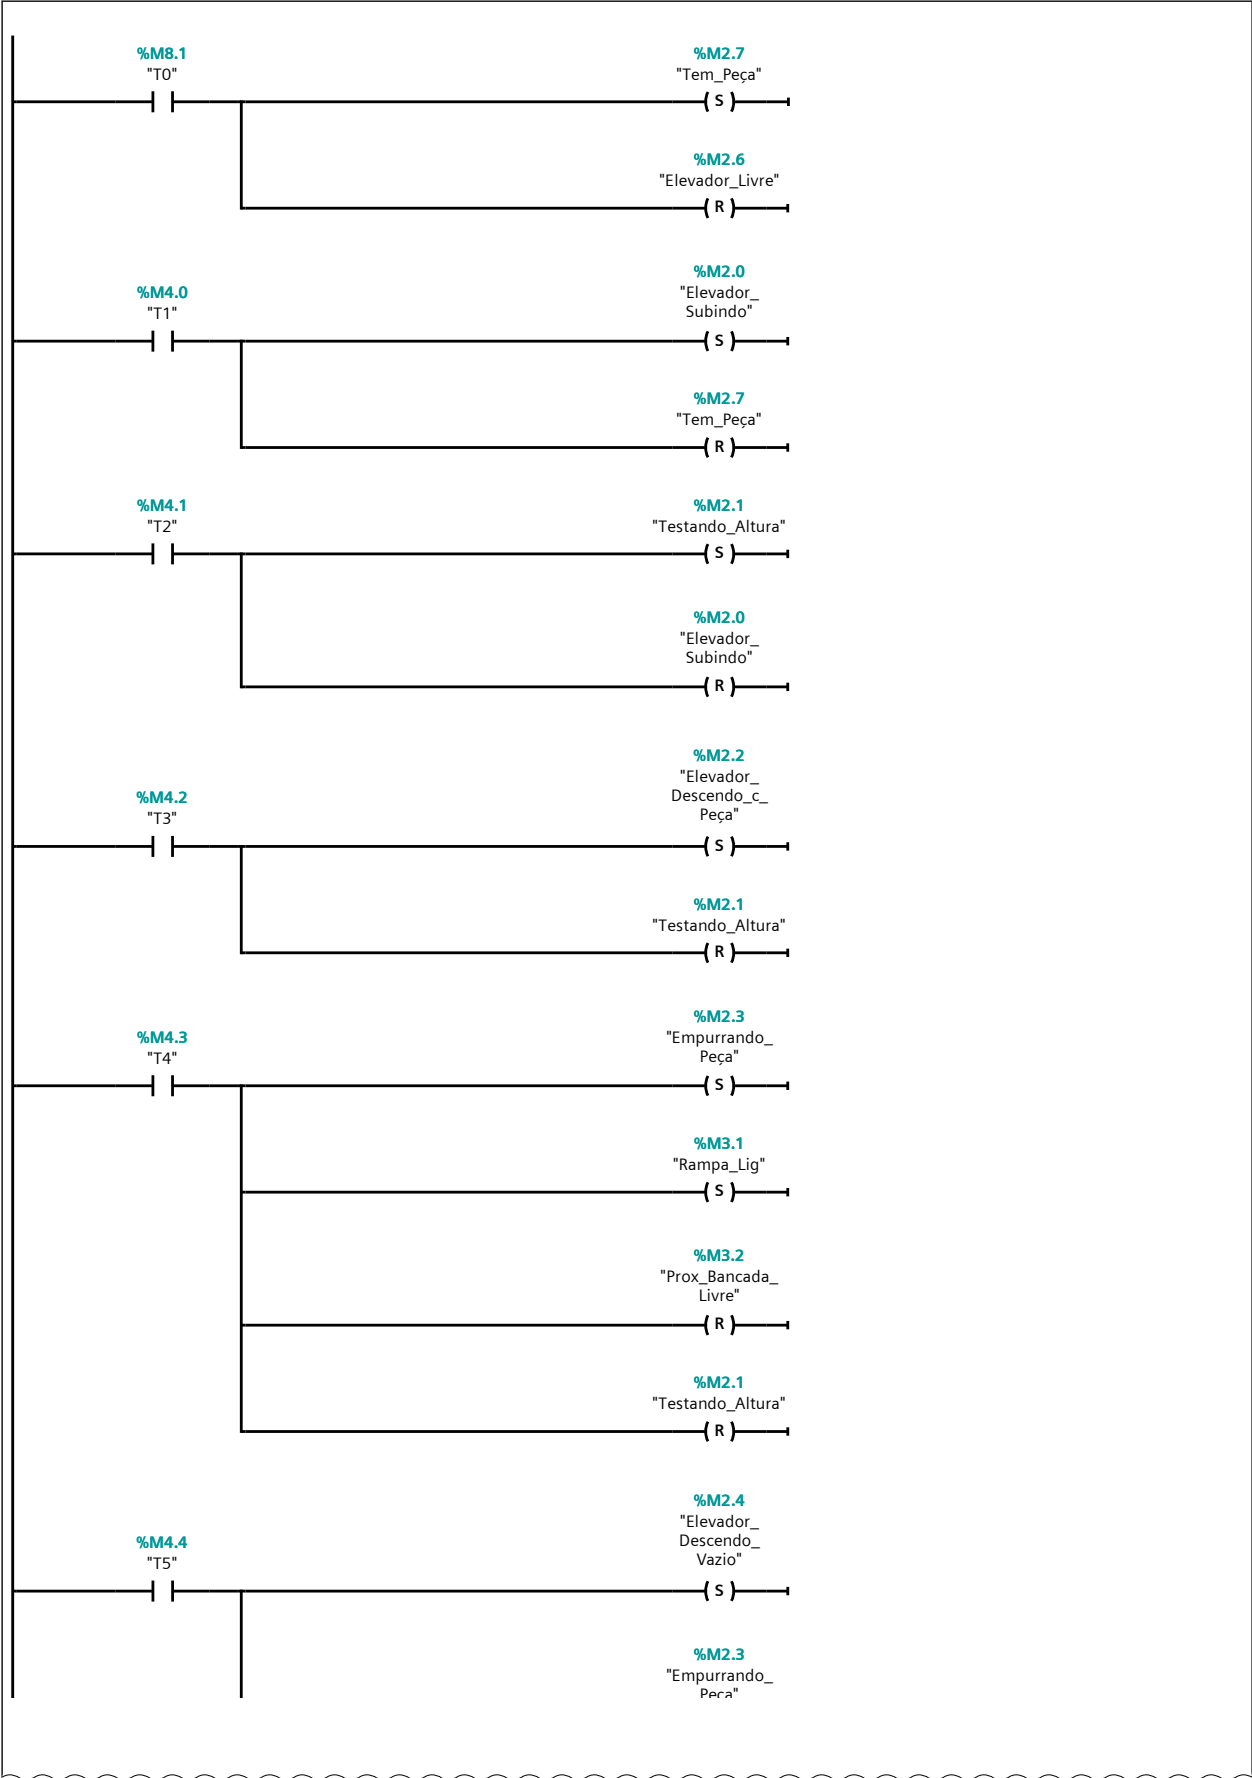 %M8.1
"T0"
%M2.7
"Tem_Peça"
( S )
%M2.6
"Elevador_Livre"
( R )
%M4.0
"T1"
%M2.0
"Elevador_
Subindo"
( S )
%M2.7
"Tem_Peça"
( R )
%M4.1
"T2"
%M2.1
"Testando_Altura"
( S )
%M2.0
"Elevador_
Subindo"
( R )
%M4.2
"T3"
%M2.2
"Elevador_
Descendo_c_
Peça"
( S )
%M2.1
"Testando_Altura"
( R )
%M4.3
"T4"
%M2.3
"Empurrando_
Peça"
( S )
%M3.1
"Rampa_Lig"
( S )
%M3.2
"Prox_Bancada_
Livre"
( R )
%M2.1
"Testando_Altura"
( R )
%M4.4
"T5"
%M2.4
"Elevador_
Descendo_
Vazio"
( S )
%M2.3
"Empurrando_
Peça"